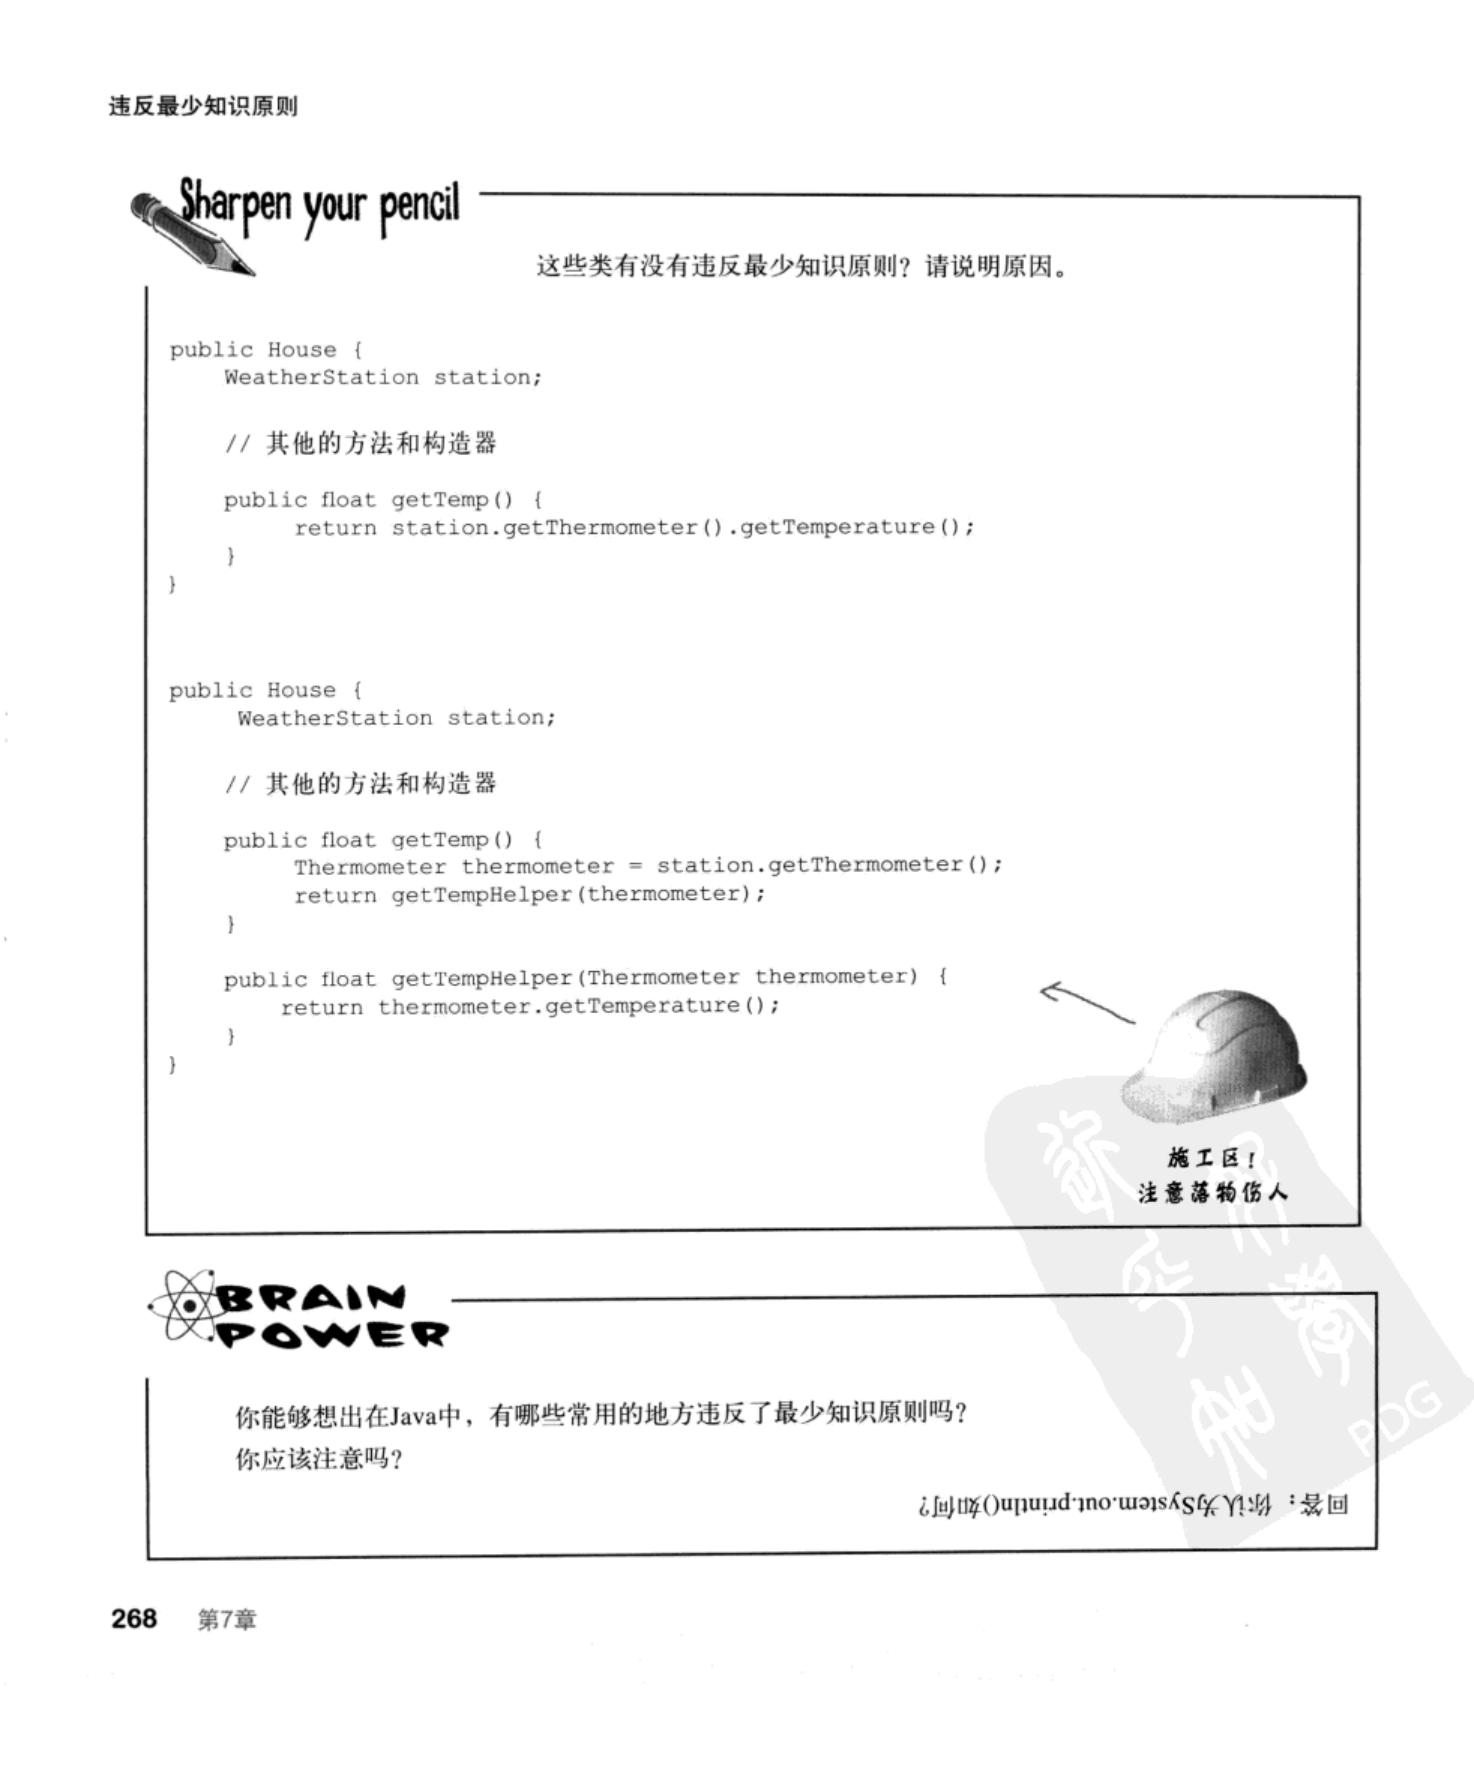 违反最少知识原则
Sharpen your pencil
这些类有没有违反最少知识原则？请说明原因。
public House {
WeatherStation station;
// 其他的方法和构造器
public float getTemp() {
return station.getThermometer().getTemperature();
}
}
public House {
WeatherStation station;
// 其他的方法和构造器
public float getTemp() {
Thermometer thermometer = station.getThermometer();
return getTempHelper(thermometer);
}
public float getTempHelper(Thermometer thermometer) {
return thermometer.getTemperature();
}
}
施工区！
注意落物伤人
BRAIN
POWER
你能够想出在Java中，有哪些常用的地方违反了最少知识原则吗？
你应该注意吗？
回答：你认为System.out.println()如何？
PDG
268 第7章